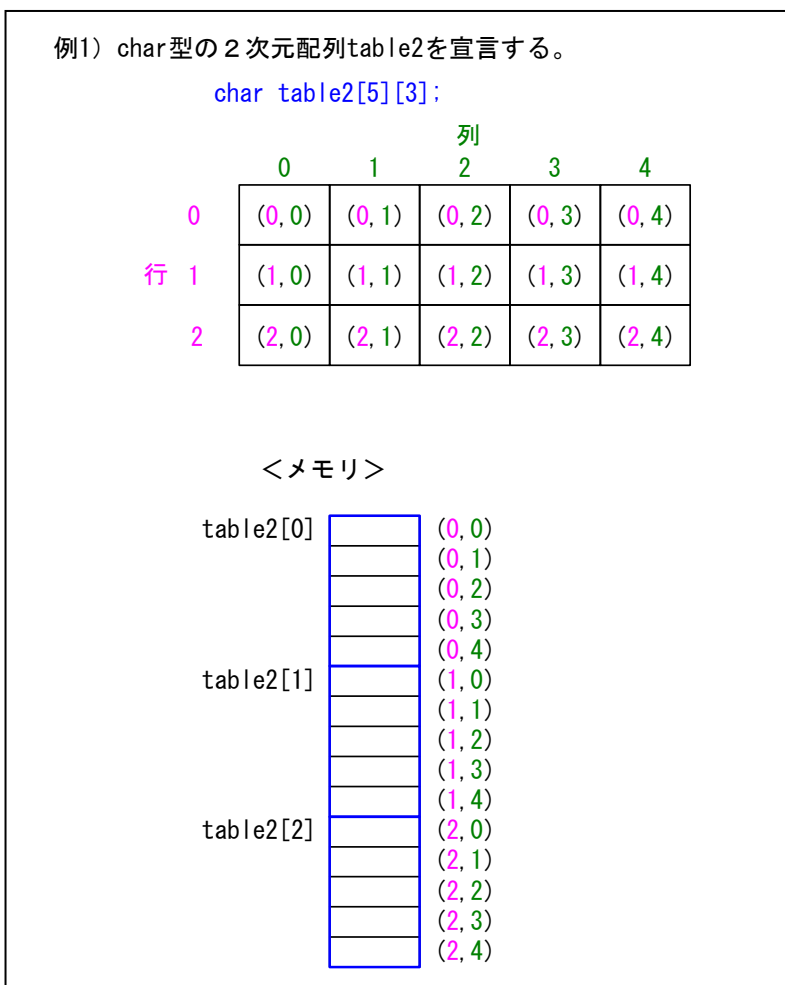 例1) char型の２次元配列table2を宣言する。
char table2[5][3];
列
0 1 2 3 4
0 (0,0) (0,1) (0,2) (0,3) (0,4)
行 1 (1,0) (1,1) (1,2) (1,3) (1,4)
2 (2,0) (2,1) (2,2) (2,3) (2,4)
＜メモリ＞
table2[0] (0,0)
(0,1)
(0,2)
(0,3)
(0,4)
table2[1] (1,0)
(1,1)
(1,2)
(1,3)
(1,4)
table2[2] (2,0)
(2,1)
(2,2)
(2,3)
(2,4)